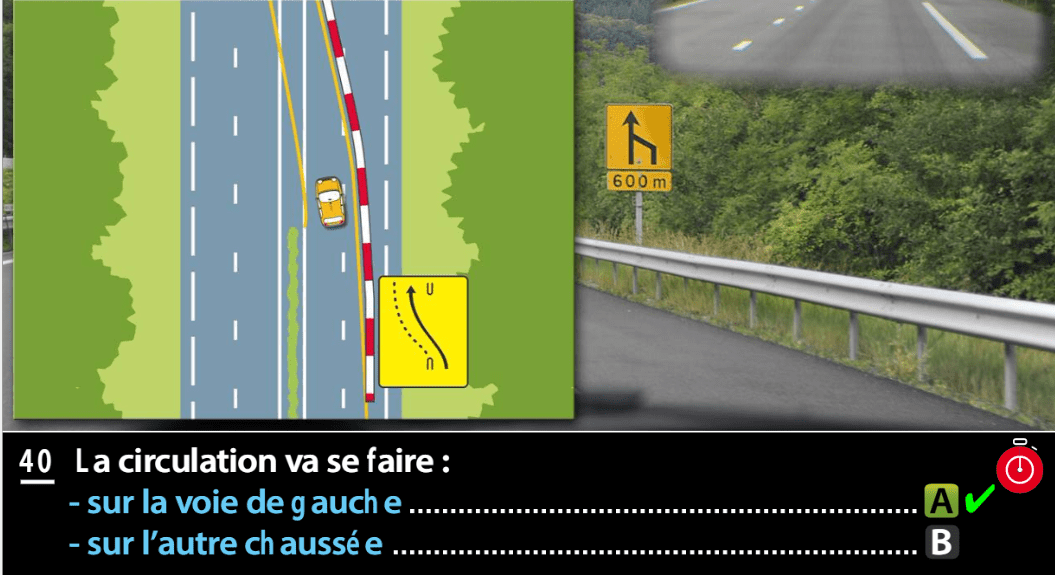 600 m
U
U
40 La circulation va se faire :
- sur la voie de gauche ........................................................ A
- sur l'autre chaussée .......................................................... B